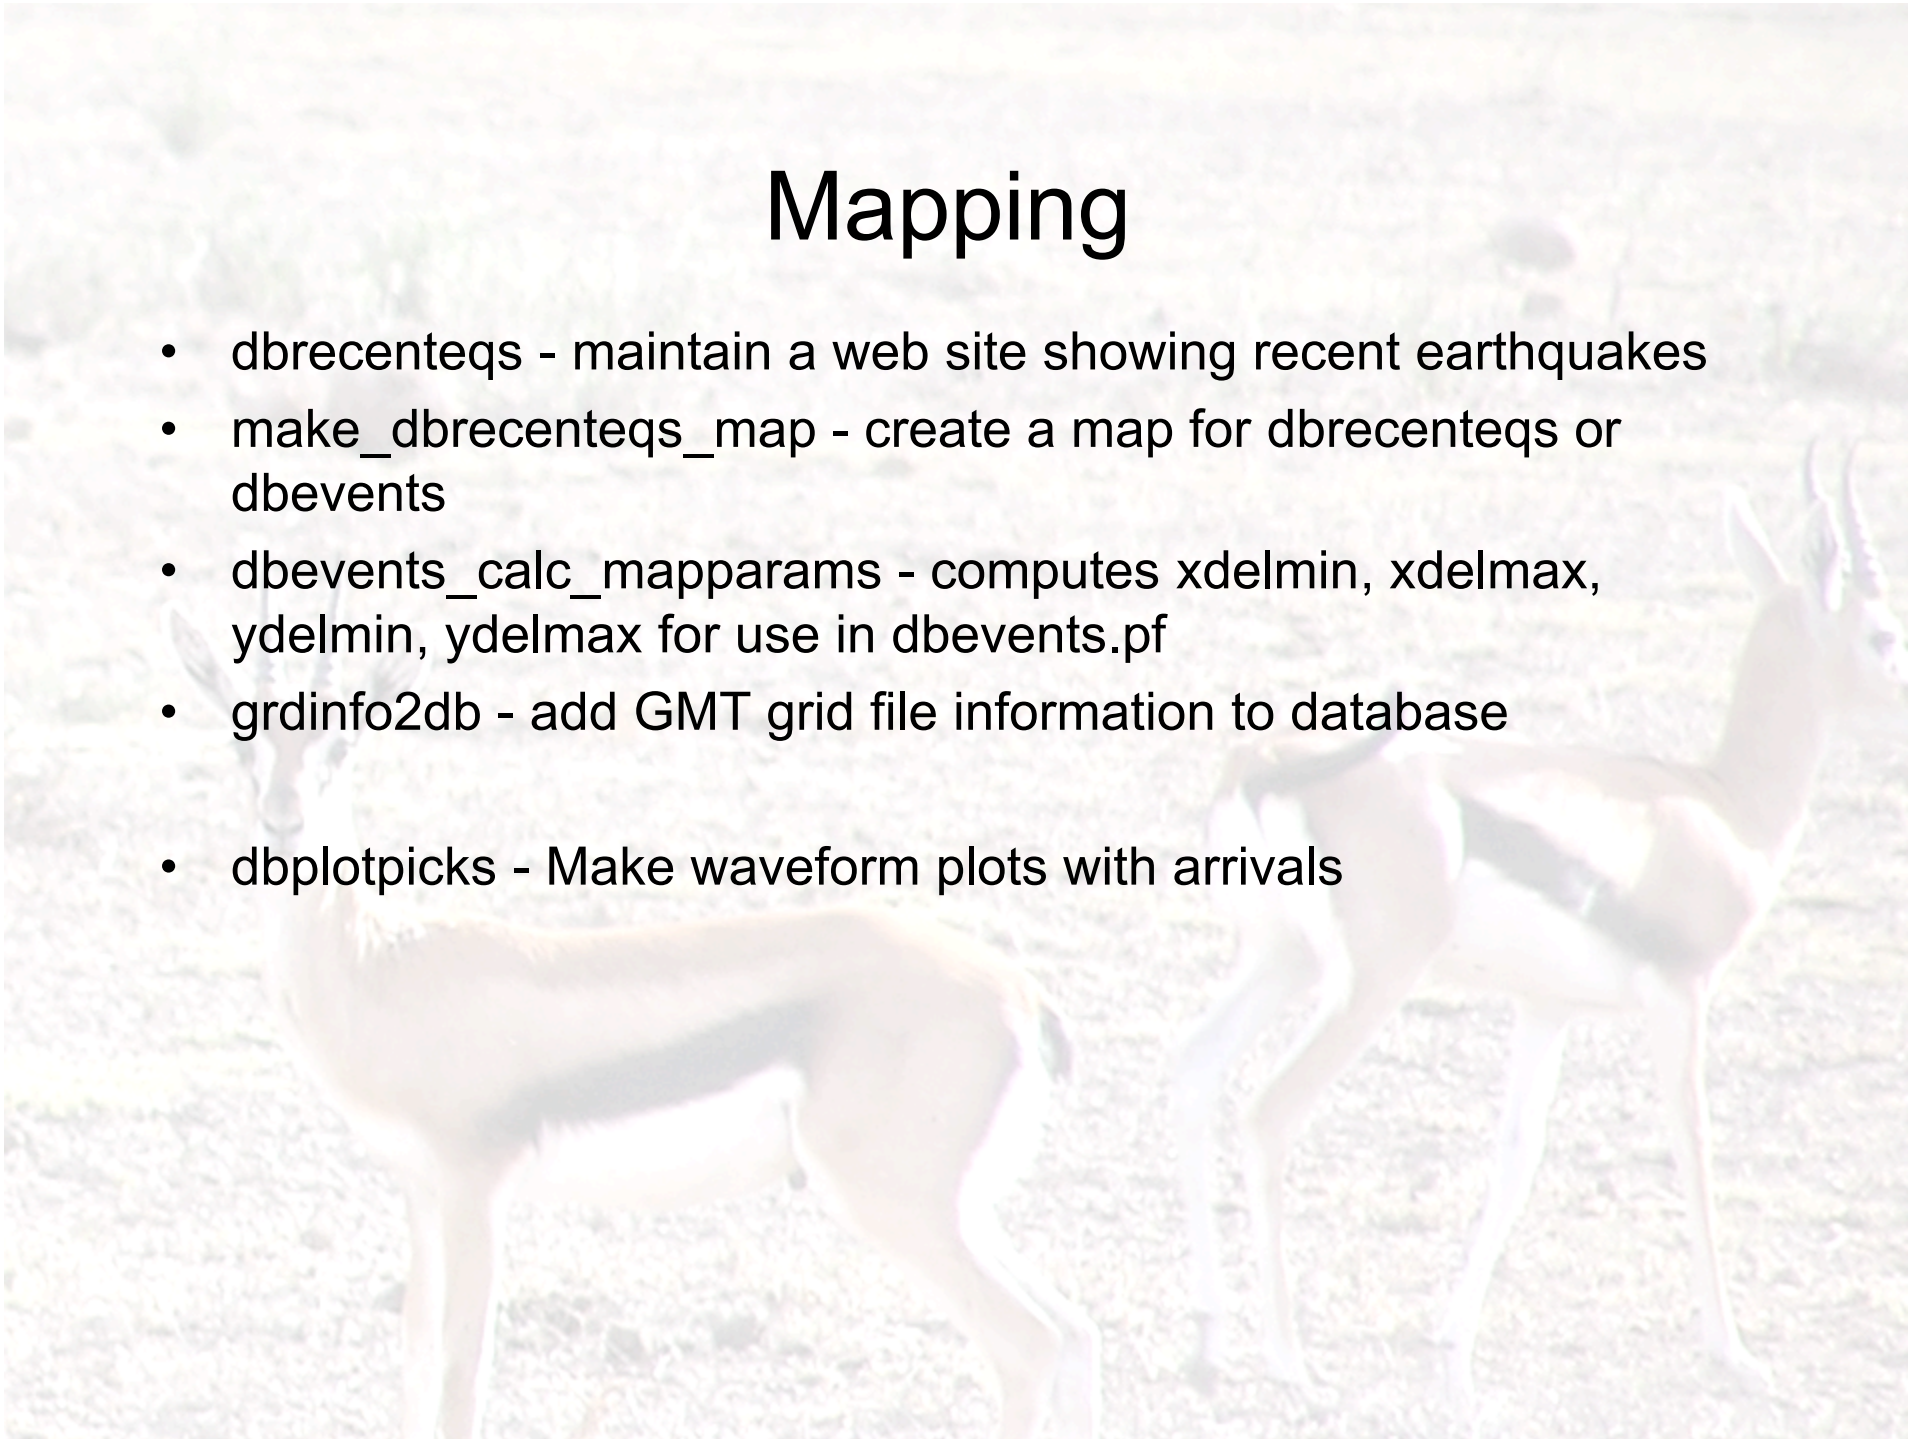 Mapping
• dbrecenteqs - maintain a web site showing recent earthquakes
• make_dbrecenteqs_map - create a map for dbrecenteqs or
dbevents
• dbevents_calc_mapparams - computes xdelmin, xdelmax,
ydelmin, ydelmax for use in dbevents.pf
• grdinfo2db - add GMT grid file information to database
• dbplotpicks - Make waveform plots with arrivals